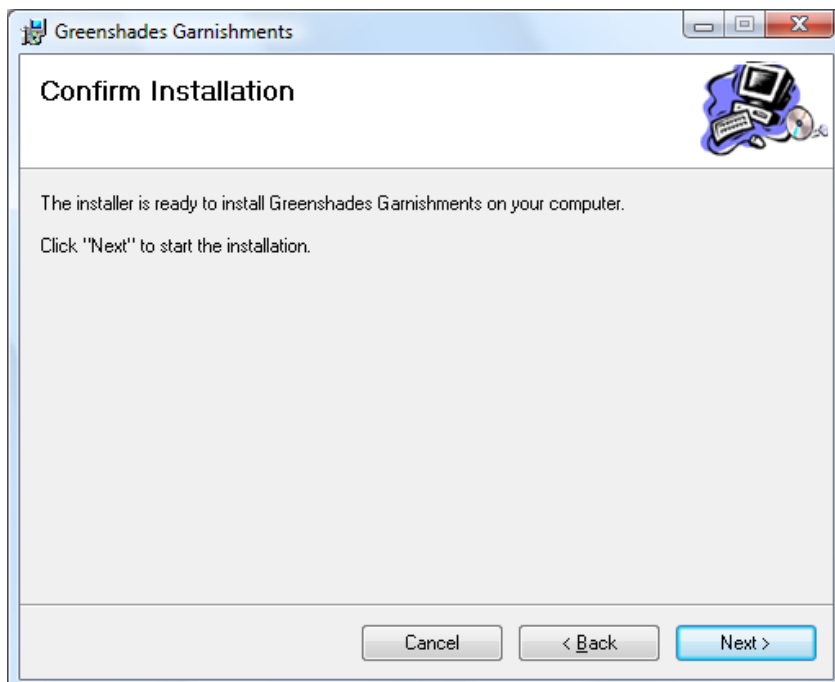 Greenshades Garnishments
Confirm Installation
The installer is ready to install Greenshades Garnishments on your computer.
Click "Next" to start the installation.
Cancel
< Back
Next >